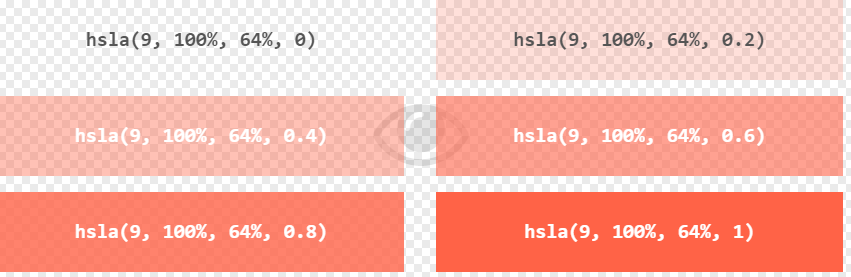 hsla(9, 100%, 64%, 0)
hsla(9, 100%, 64%, 0.2)
hsla(9, 100%, 64%, 0.4)
hsla(9, 100%, 64%, 0.6)
hsla(9, 100%, 64%, 0.8)
hsla(9, 100%, 64%, 1)